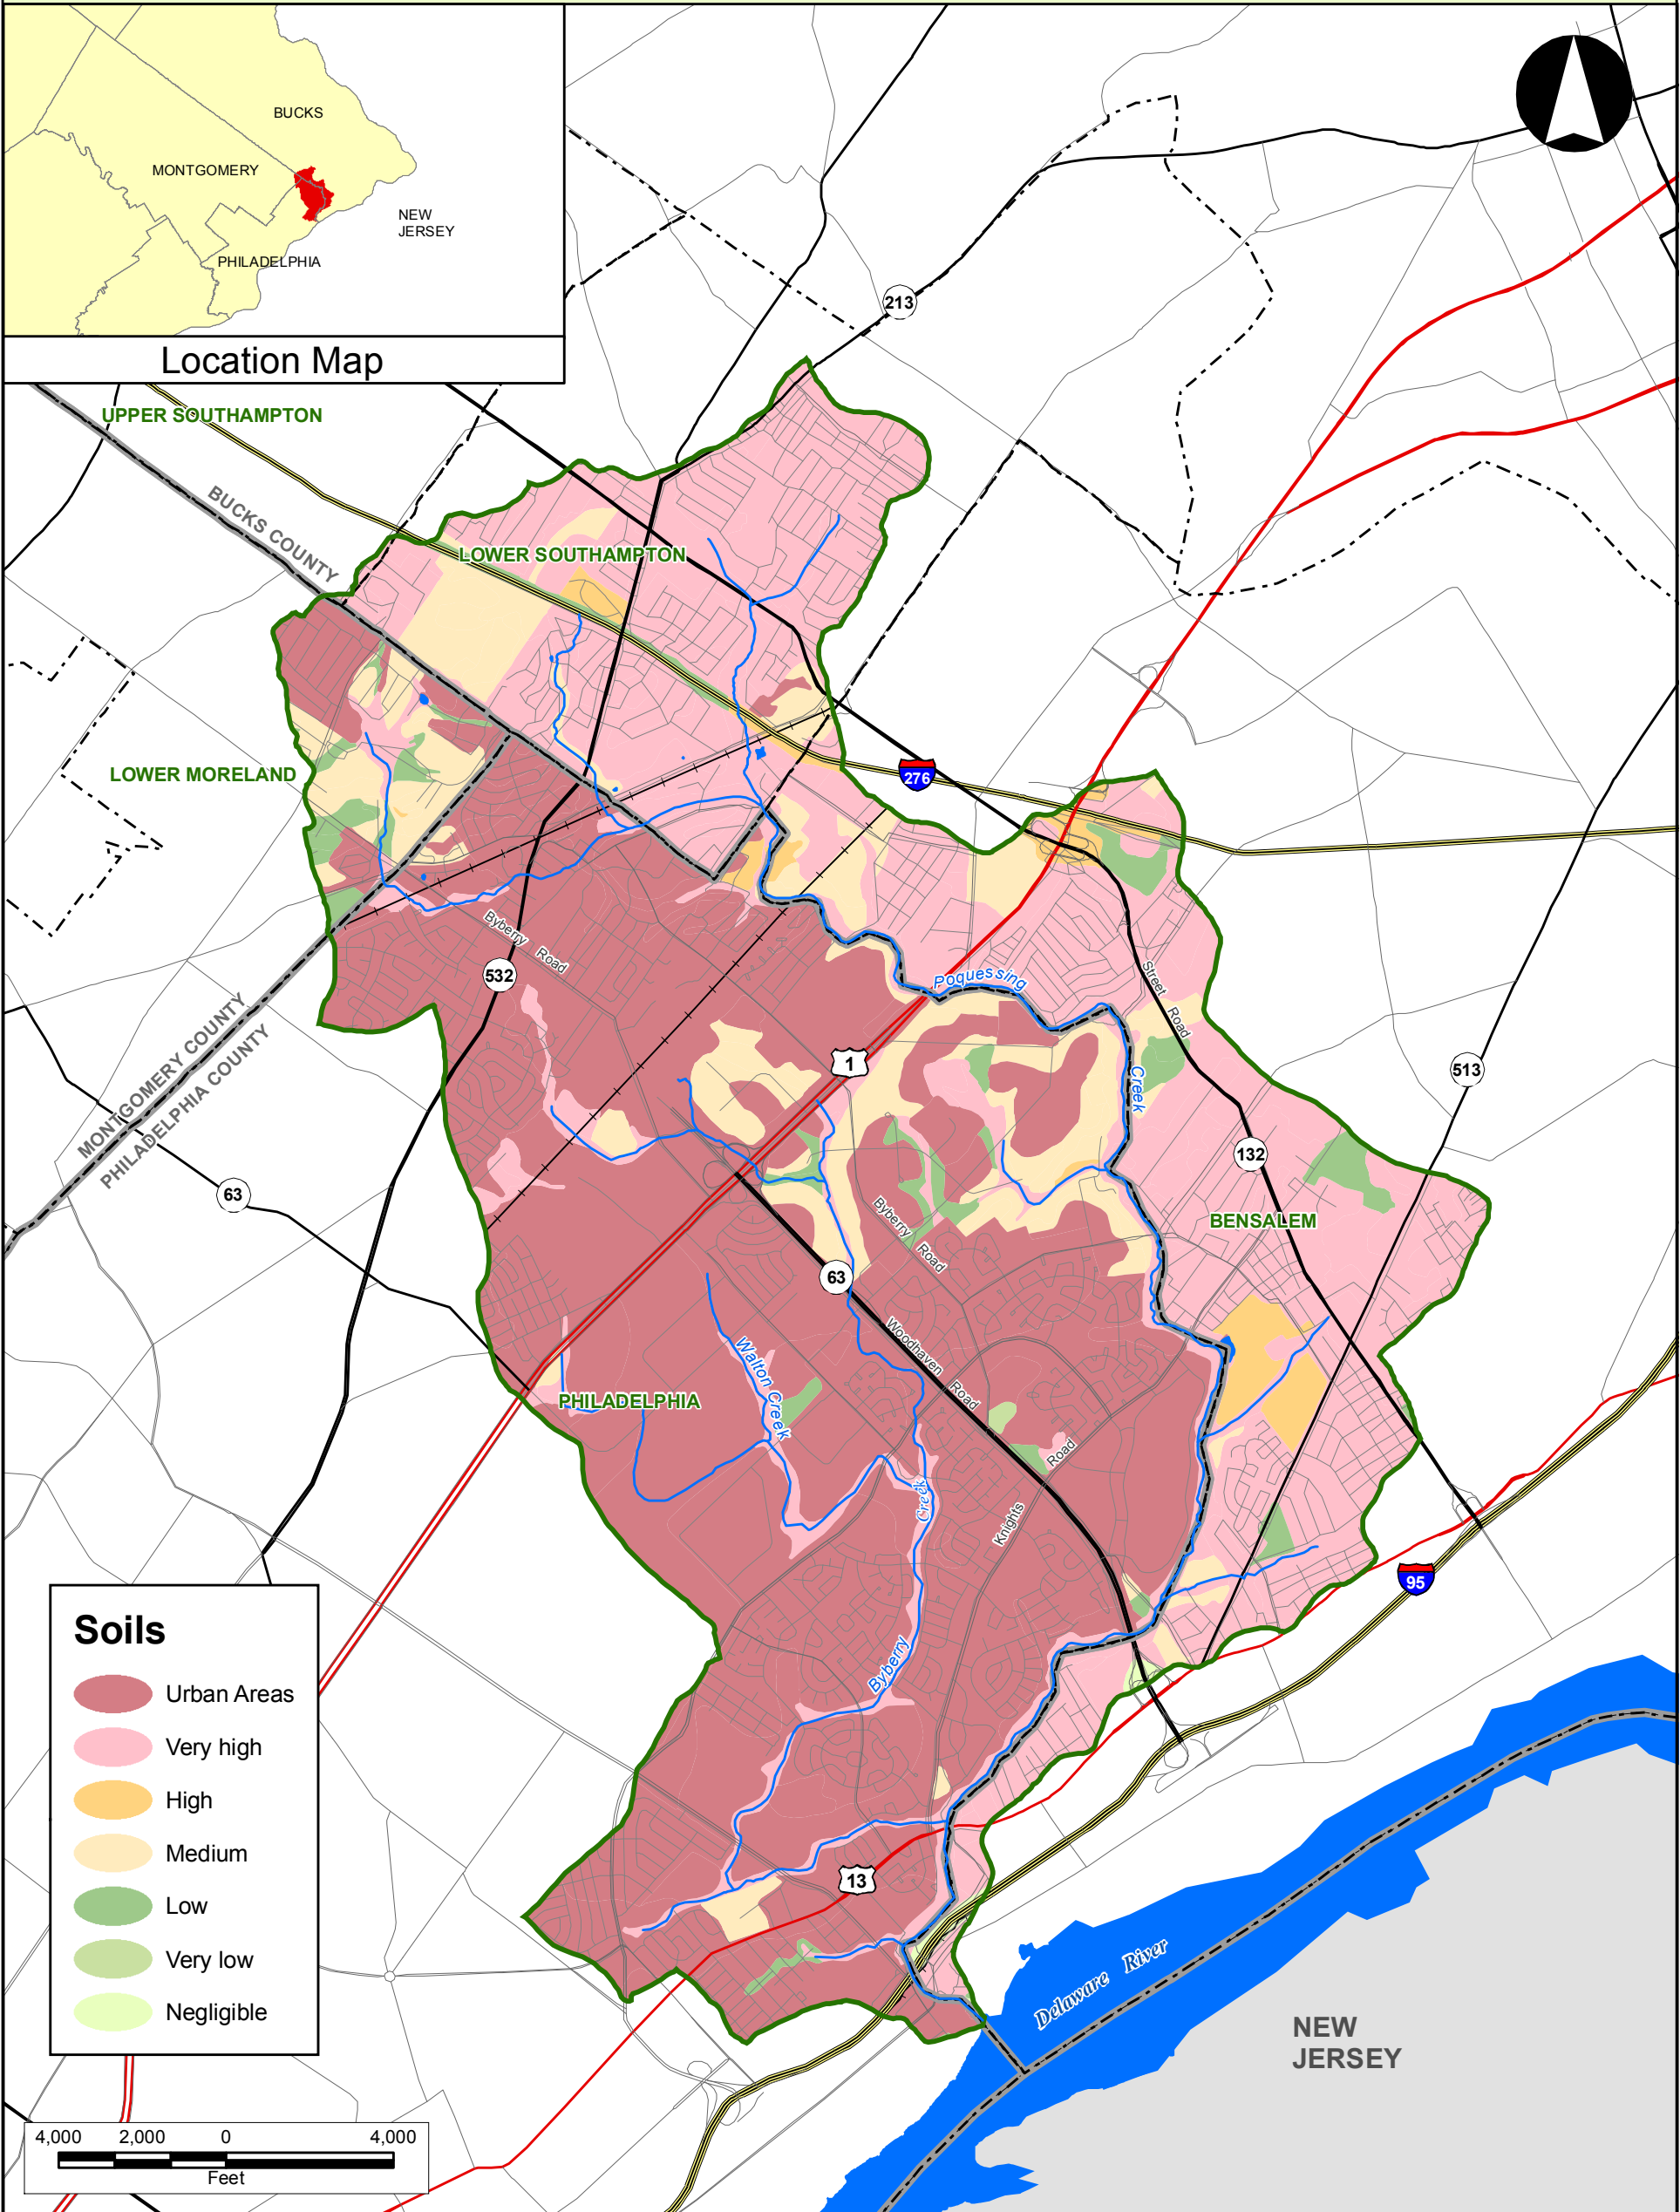 BUCKS
MONTGOMERY
NEW
JERSEY
PHILADELPHIA
Location Map
213
UPPER SOUTHAMPTON
BUCKS COUNTY
LOWER SOUTHAMPTON
LOWER MORELAND
276
Byberry Road
532
Poquessing
Creek
Street Road
MONTGOMERY COUNTY
PHILADELPHIA COUNTY
1
513
132
63
Byberry Road
BENSALEM
63
Woodhaven Road
Walton Creek
PHILADELPHIA
Knights Road
Byberry Creek
95
Soils
Urban Areas
Very high
High
Medium
Low
Very low
Negligible
13
Delaware River
NEW
JERSEY
4,000 2,000 0 4,000
Feet